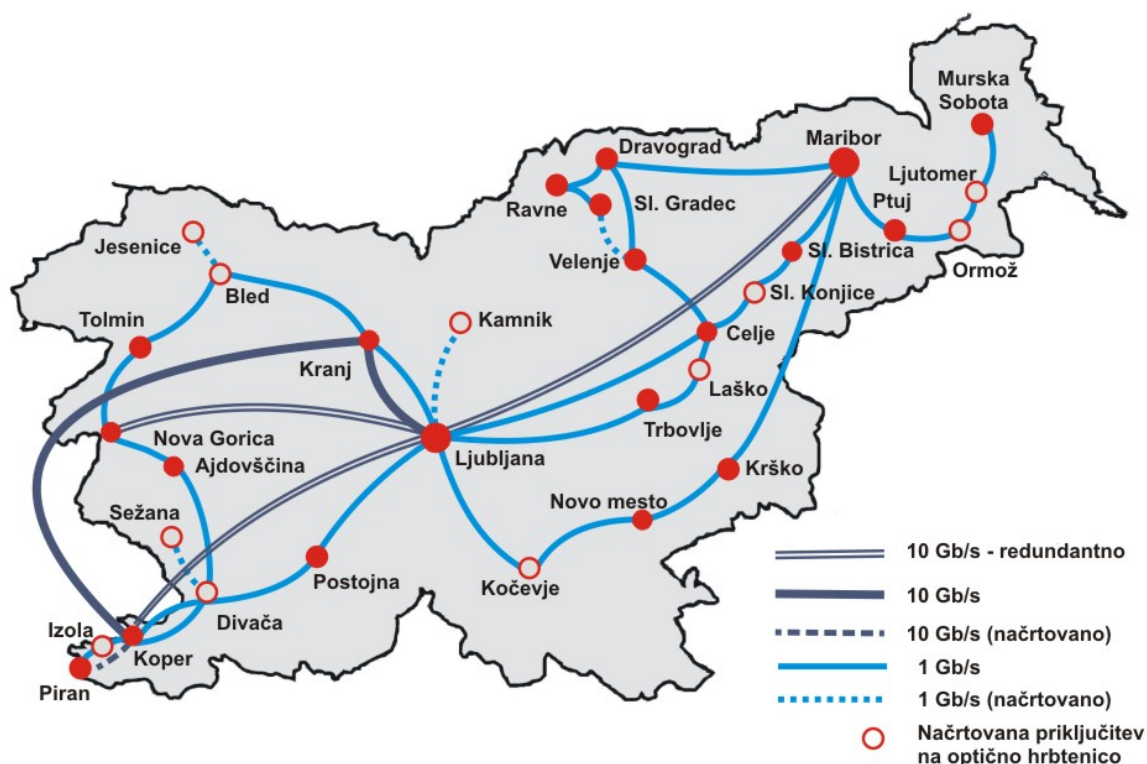 Murska
Sobota
Maribor
Dravograd
Ljutomer
Ptuj
Ravne
Sl. Gradec
Jesenice
Sl. Bistrica
Velenje
Ormož
Bled
Sl. Konjice
Tolmin
Kamnik
Celje
Kranj
Laško
Trbovlje
Nova Gorica
Ljubljana
Ajdovščina
Krško
Sežana
Novo mesto
Postojna
Kočevje
Divača
Izola
Koper
Piran
10 Gb/s - redundantno
10 Gb/s
10 Gb/s (načrtovano)
1 Gb/s
1 Gb/s (načrtovano)
Načrtovana priključitev
na optično hrbtenico